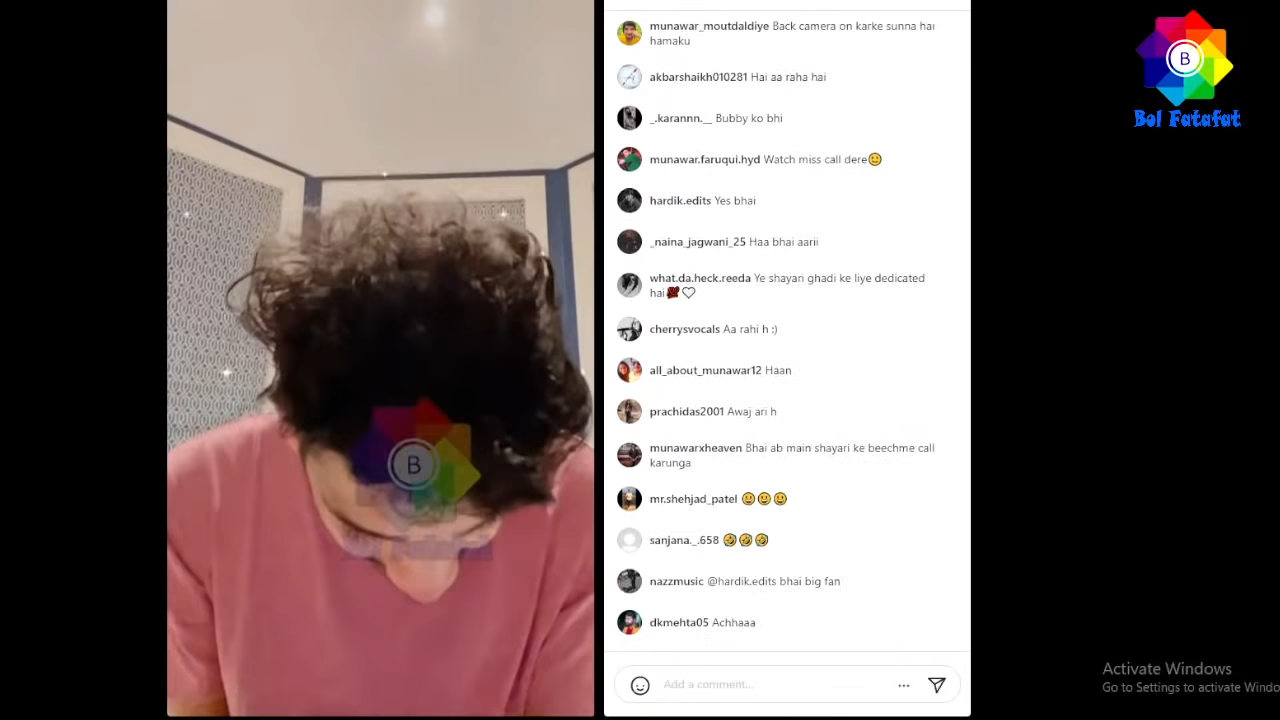 munawar_moutdaldiye Back camera on karke sunna hai
hamaku
akbarshaikh010281 Hai aa raha hai
_.karannn.__ Bubby ko bhi
munawar.faruqui.hyd Watch miss call dere
hardik.edits Yes bhai
_naina_jagwani_25 Haa bhai aarii
what.da.heck.reeda Ye shayari ghadi ke liye dedicated
hai
cherrysvocals Aa rahi h :)
all_about_munawar12 Haan
prachidas2001 Awaj ari h
munawarxheaven Bhai ab main shayari ke beechme call
karunga
mr.shehjad_patel
sanjana._.658
nazzmusic @hardik.edits bhai big fan
dkmehta05 Achhaaa
Add a comment...
B
Bol Fatafat
B
Activate Windows
Go to Settings to activate Windo